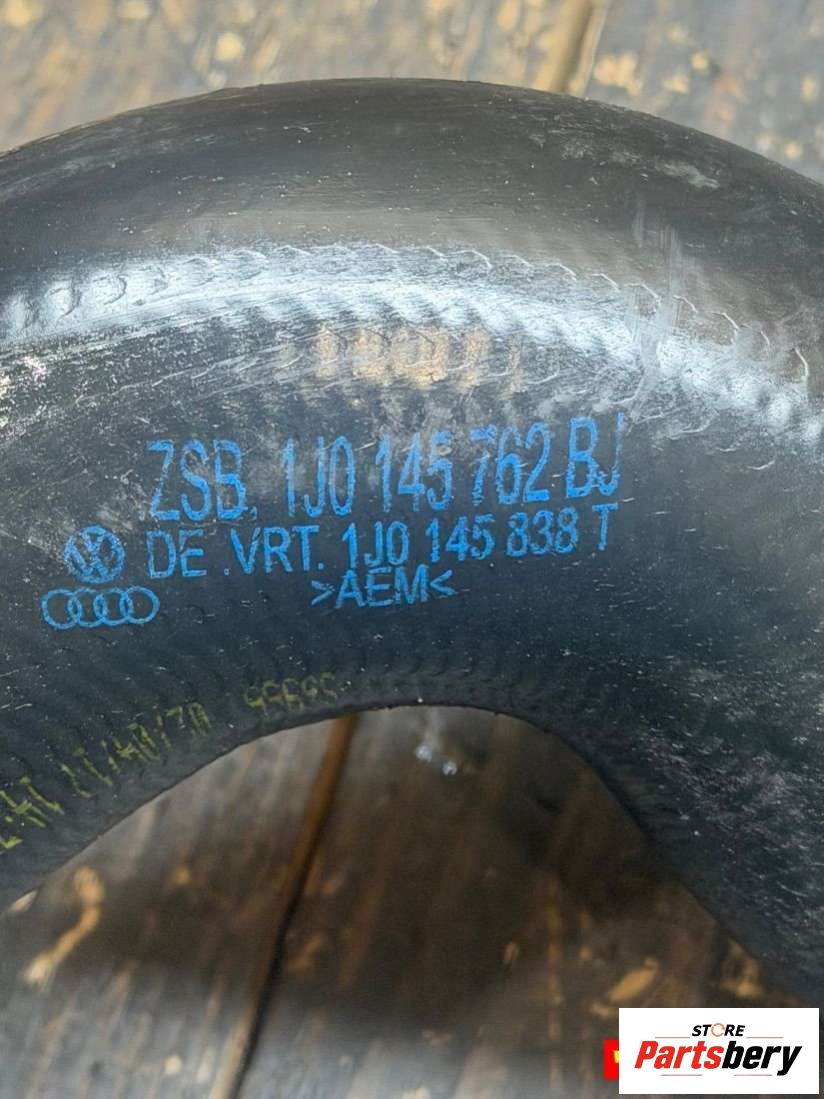 ZSB. 1J0 145 762 BJ
DE .VRT. 1J0 145 838 T
>AEM<
STORE
Partsbery